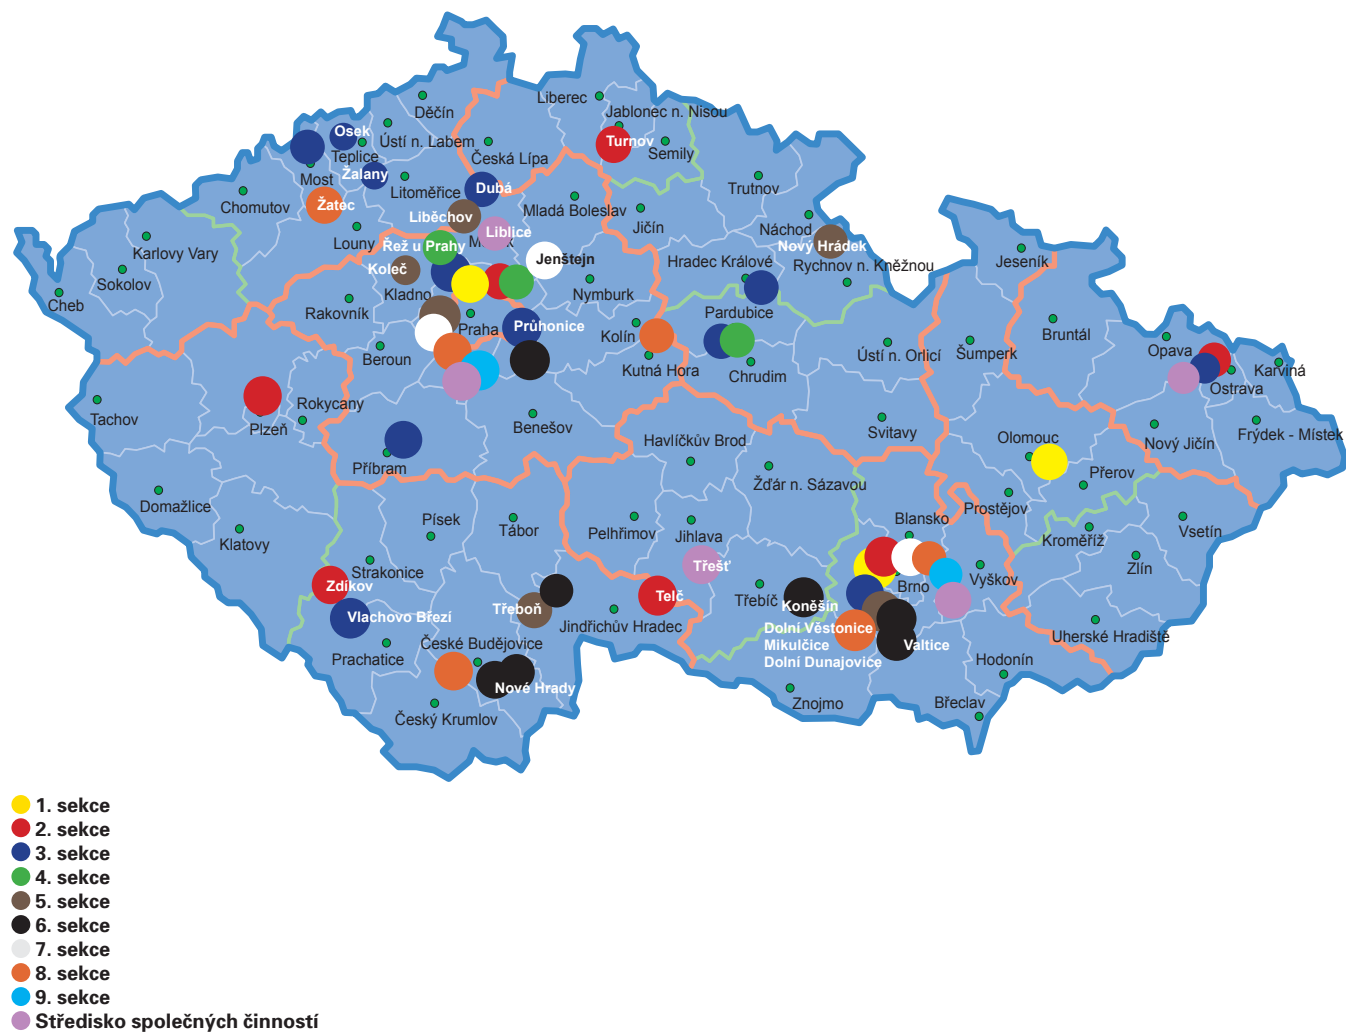 Děčín
Liberec
Jablonec n. Nisou
Osek
Ústí n. Labem
Turnov
Semily
Teplice
Česká Lípa
Most
Žalany
Litoměřice
Dubá
Trutnov
Chomutov
Žatec
Mladá Boleslav
Jičín
Liběchov
Náchod
Louny
Liblice
Řež u Prahy
Nový Hrádek
Karlovy Vary
Jenštejn
Hradec Králové
Rychnov n. Kněžnou
Jeseník
Koleč
Sokolov
Kladno
Nymburk
Cheb
Rakovník
Pardubice
Bruntál
Praha
Průhonice
Kolín
Beroun
Ústí n. Orlicí
Šumperk
Opava
Kutná Hora
Chrudim
Karviná
Ostrava
Rokycany
Tachov
Plzeň
Benešov
Svitavy
Havlíčkův Brod
Olomouc
Nový Jičín
Frýdek - Místek
Příbram
Žďár n. Sázavou
Přerov
Domažlice
Prostějov
Písek
Tábor
Pelhřimov
Jihlava
Blansko
Vsetín
Klatovy
Kroměříž
Strakonice
Třešť
Zlín
Zdíkov
Telč
Třebíč
Brno
Vyškov
Třeboň
Koněšín
Vlachovo Březí
Jindřichův Hradec
Dolní Věstonice
Uherské Hradiště
České Budějovice
Mikulčice
Valtice
Prachatice
Dolní Dunajovice
Hodonín
Nové Hrady
Znojmo
Břeclav
Český Krumlov
1. sekce
2. sekce
3. sekce
4. sekce
5. sekce
6. sekce
7. sekce
8. sekce
9. sekce
Středisko společných činností